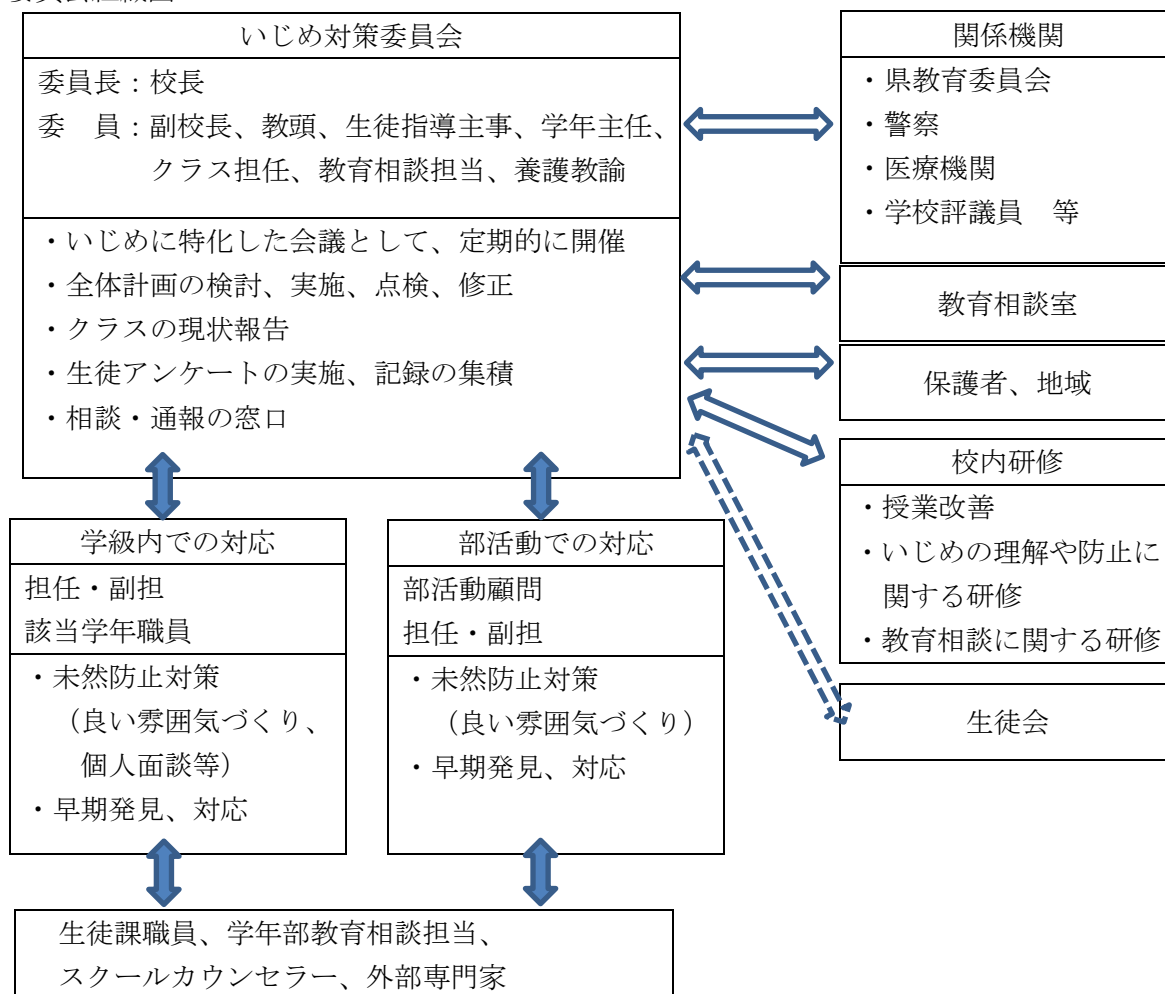 いじめ対策委員会
委員長：校長
委　員：副校長、教頭、生徒指導主事、学年主任、
クラス担任、教育相談担当、養護教諭
・いじめに特化した会議として、定期的に開催
・全体計画の検討、実施、点検、修正
・クラスの現状報告
・生徒アンケートの実施、記録の集積
・相談・通報の窓口
関係機関
・県教育委員会
・警察
・医療機関
・学校評議員　等
教育相談室
保護者、地域
校内研修
・授業改善
・いじめの理解や防止に
関する研修
・教育相談に関する研修
生徒会
学級内での対応
担任・副担
該当学年職員
・未然防止対策
（良い雰囲気づくり、
個人面談等）
・早期発見、対応
部活動での対応
部活動顧問
担任・副担
・未然防止対策
（良い雰囲気づくり）
・早期発見、対応
生徒課職員、学年部教育相談担当、
スクールカウンセラー、外部専門家